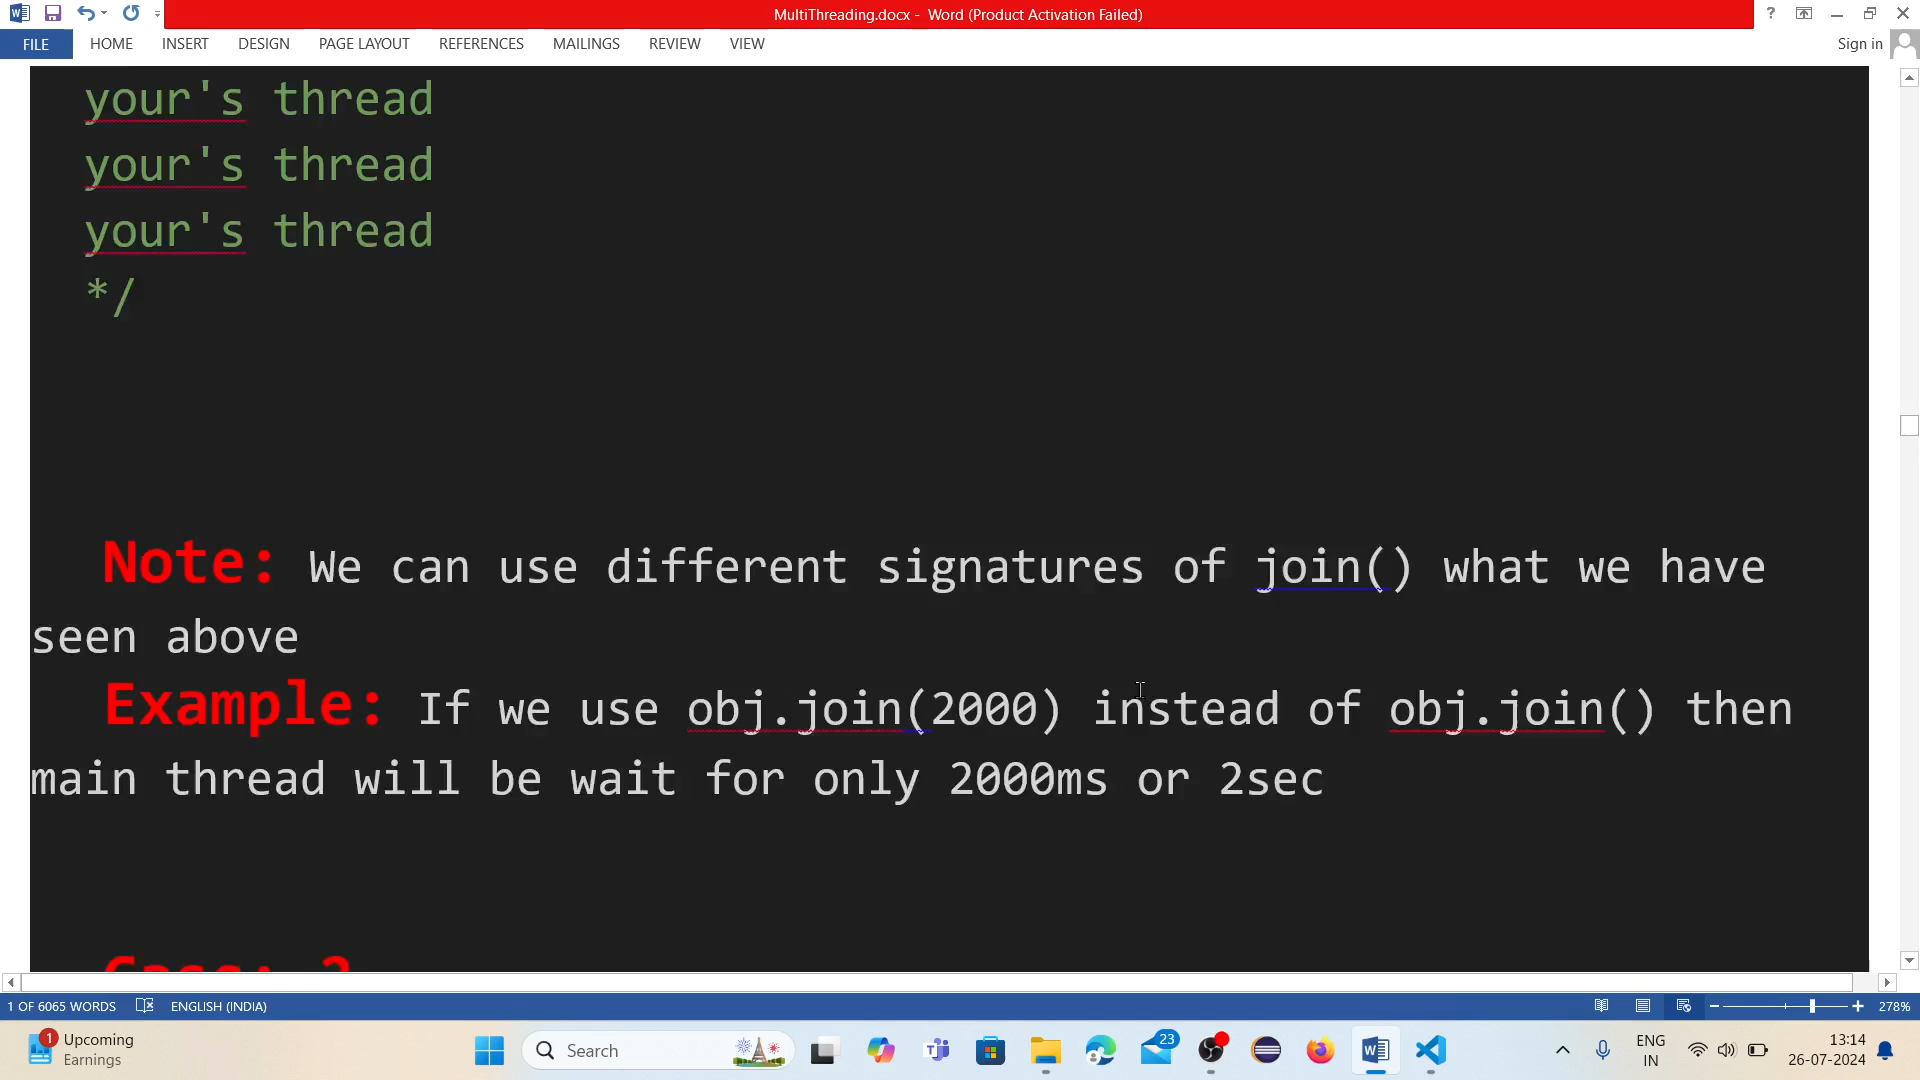 MultiThreading.docx - Word (Product Activation Failed)
FILE HOME INSERT DESIGN PAGE LAYOUT REFERENCES MAILINGS REVIEW VIEW Sign in
your's thread
your's thread
your's thread
*/
Note: We can use different signatures of join() what we have
seen above
Example: If we use obj.join(2000) instead of obj.join() then
main thread will be wait for only 2000ms or 2sec
1 OF 6065 WORDS ENGLISH (INDIA) 278%
1 Upcoming
Earnings
Search
23
ENG
IN
13:14
26-07-2024